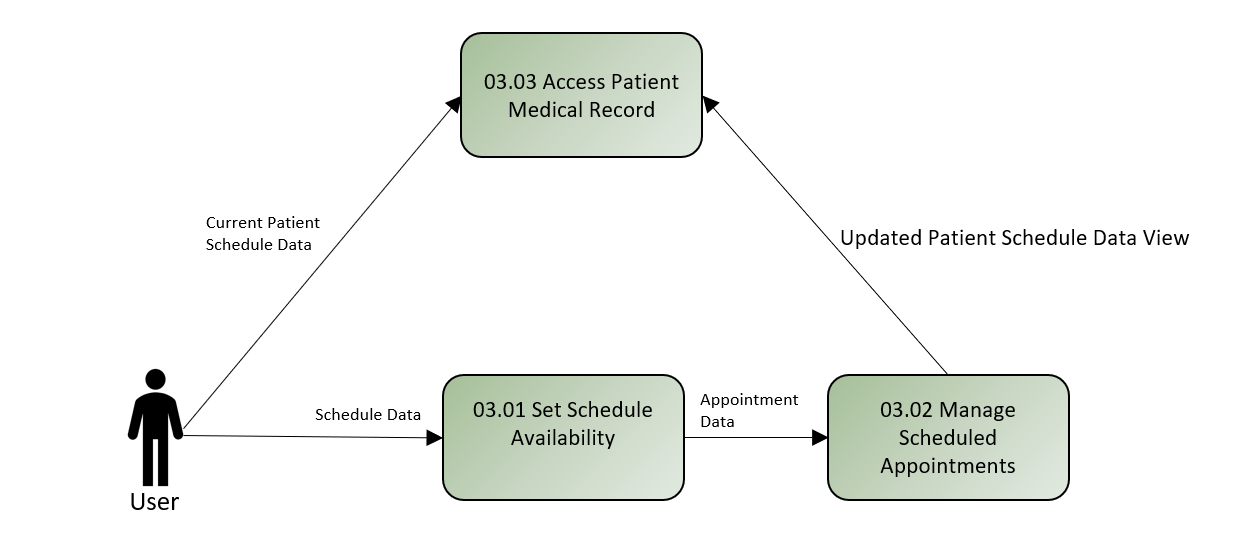 03.03 Access Patient
Medical Record
Current Patient
Schedule Data
Updated Patient Schedule Data View
Schedule Data
03.01 Set Schedule
Availability
Appointment
Data
03.02 Manage
Scheduled
Appointments
User